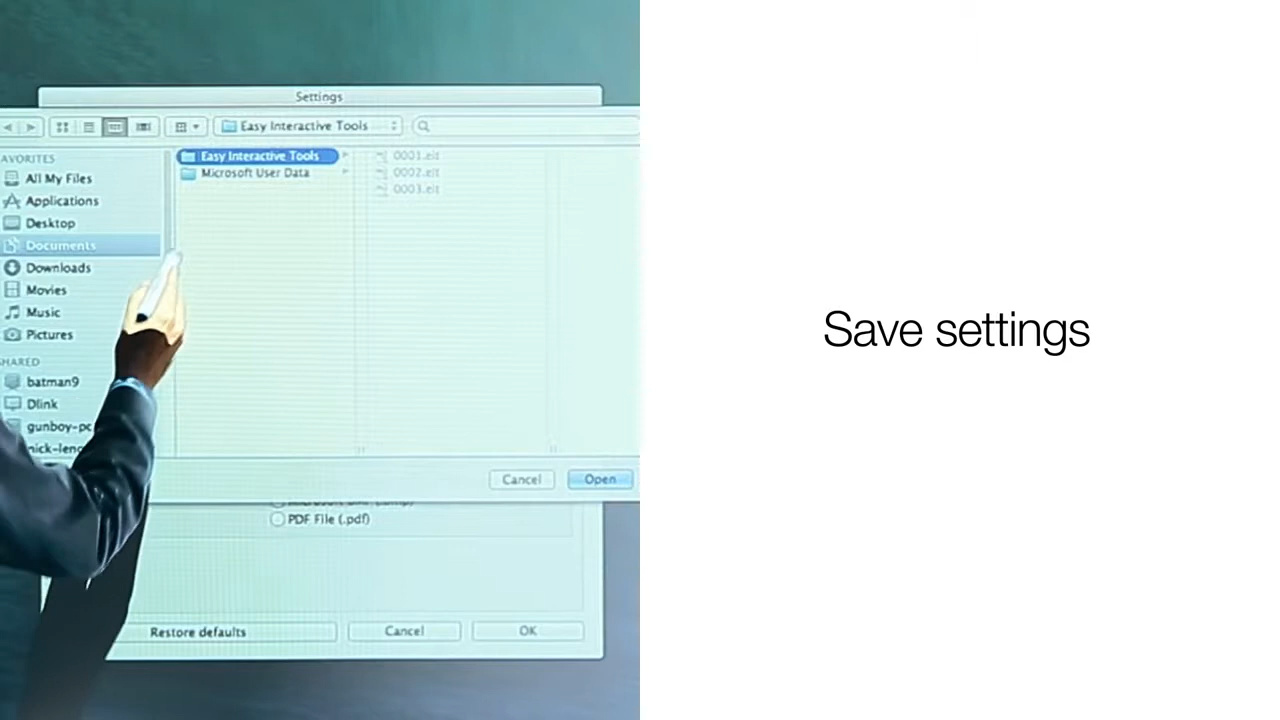 Settings
Easy Interactive Tools
AVORITES
All My Files
Applications
Desktop
Documents
Downloads
Movies
Music
Pictures
HARED
batman9
Dlink
gunboy-pc
Easy Interactive Tools
Microsoft User Data
0001.eit
0002.eit
0003.eit
Cancel
Open
PDF File (.pdf)
Restore defaults
Cancel
OK
Save settings